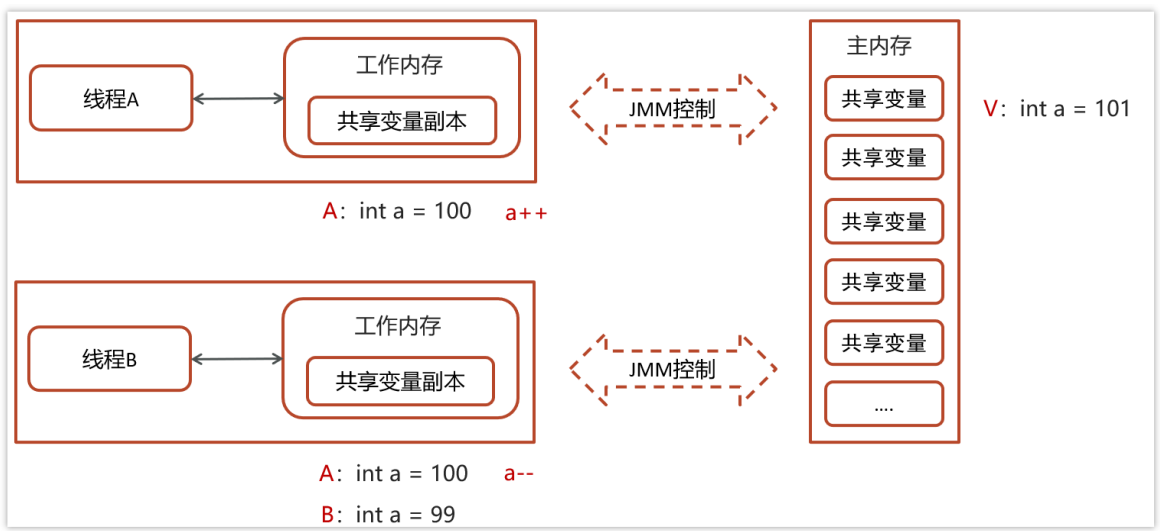 工作内存
线程A
共享变量副本
A： int a = 100 a++
JMM控制
工作内存
线程B
共享变量副本
A： int a = 100 a--
B： int a = 99
JMM控制
主内存
共享变量
共享变量
共享变量
共享变量
共享变量
....
V： int a = 101